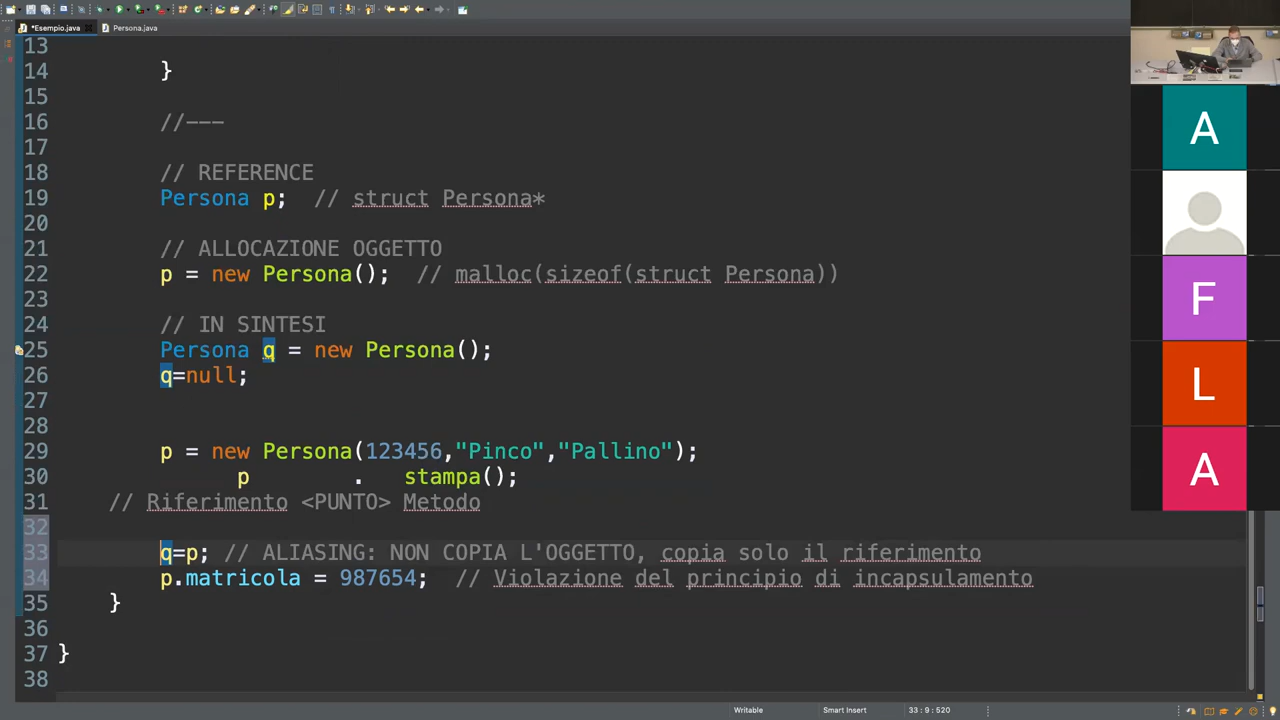 *Esempio.java
Persona.java
13
14 }
15
16 //---
17
18 // REFERENCE
19 Persona p; // struct Persona*
20
21 // ALLOCAZIONE OGGETTO
22 p = new Persona(); // malloc(sizeof(struct Persona))
23
24 // IN SINTESI
25 Persona q = new Persona();
26 q=null;
27
28
29 p = new Persona(123456,"Pinco","Pallino");
30 p . stampa();
31 // Riferimento <PUNTO> Metodo
32
33 q=p; // ALIASING: NON COPIA L'OGGETTO, copia solo il riferimento
34 p.matricola = 987654; // Violazione del principio di incapsulamento
35 }
36
37 }
38
A
F
L
A
Writable
Smart Insert
33 : 9 : 520